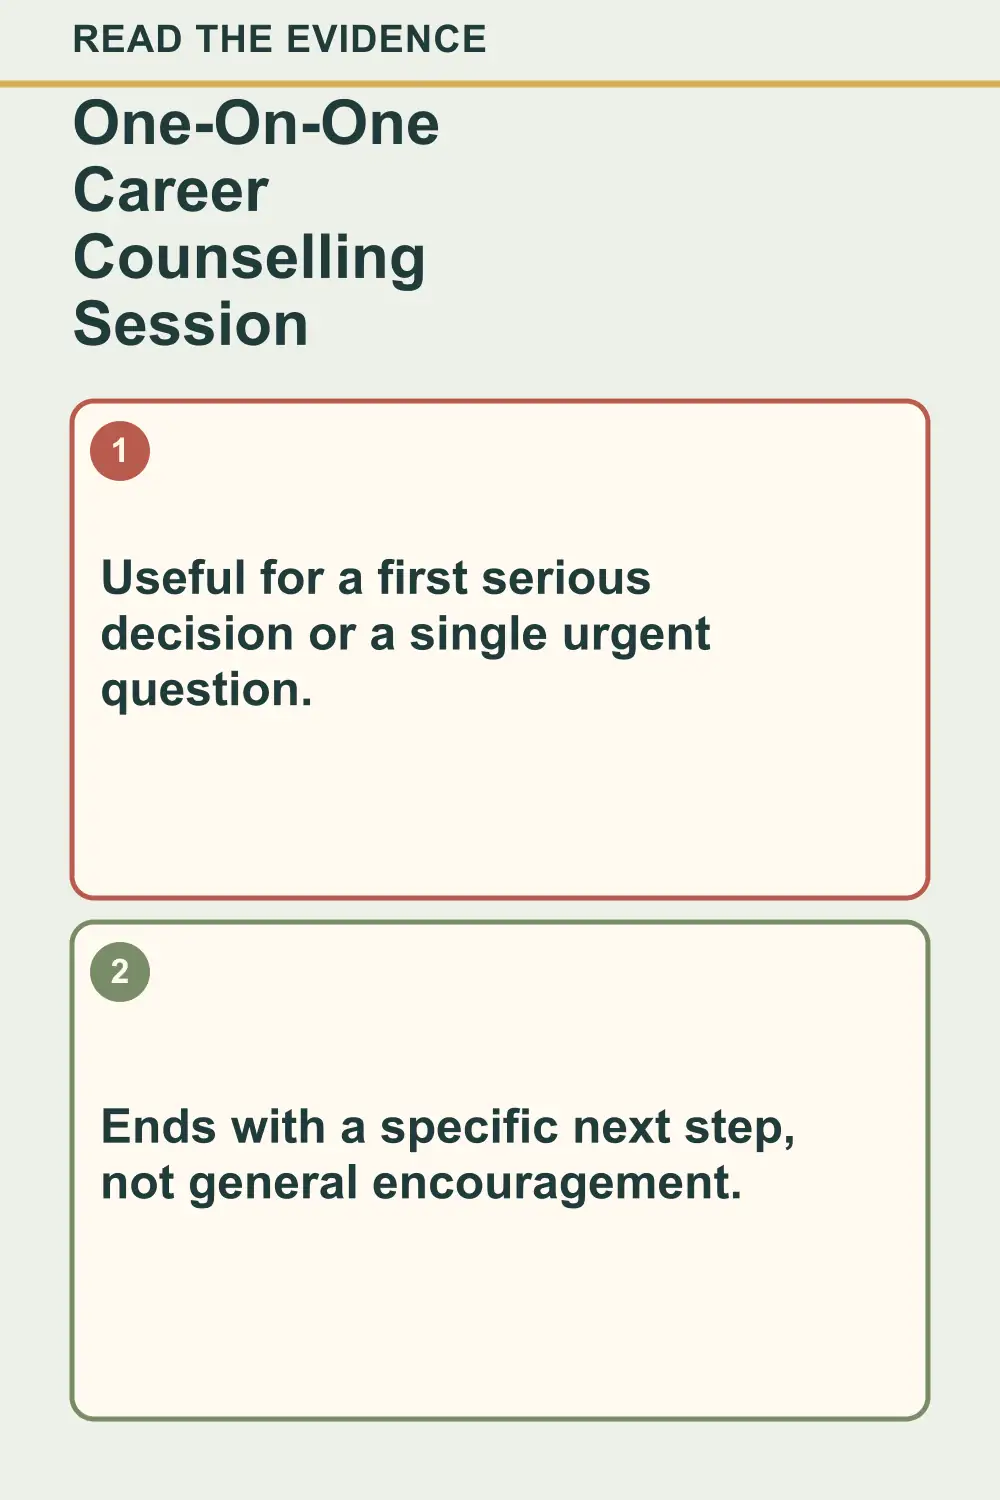 READ THE EVIDENCE
One-On-One
Career
Counselling
Session
1
Useful for a first serious
decision or a single urgent
question.
2
Ends with a specific next step,
not general encouragement.